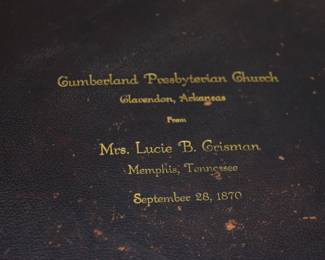 Cumberland Presbyterian Church
Clarendon, Arkansas
From
Mrs. Lucie B. Crisman
Memphis, Tennessee
September 28, 1870